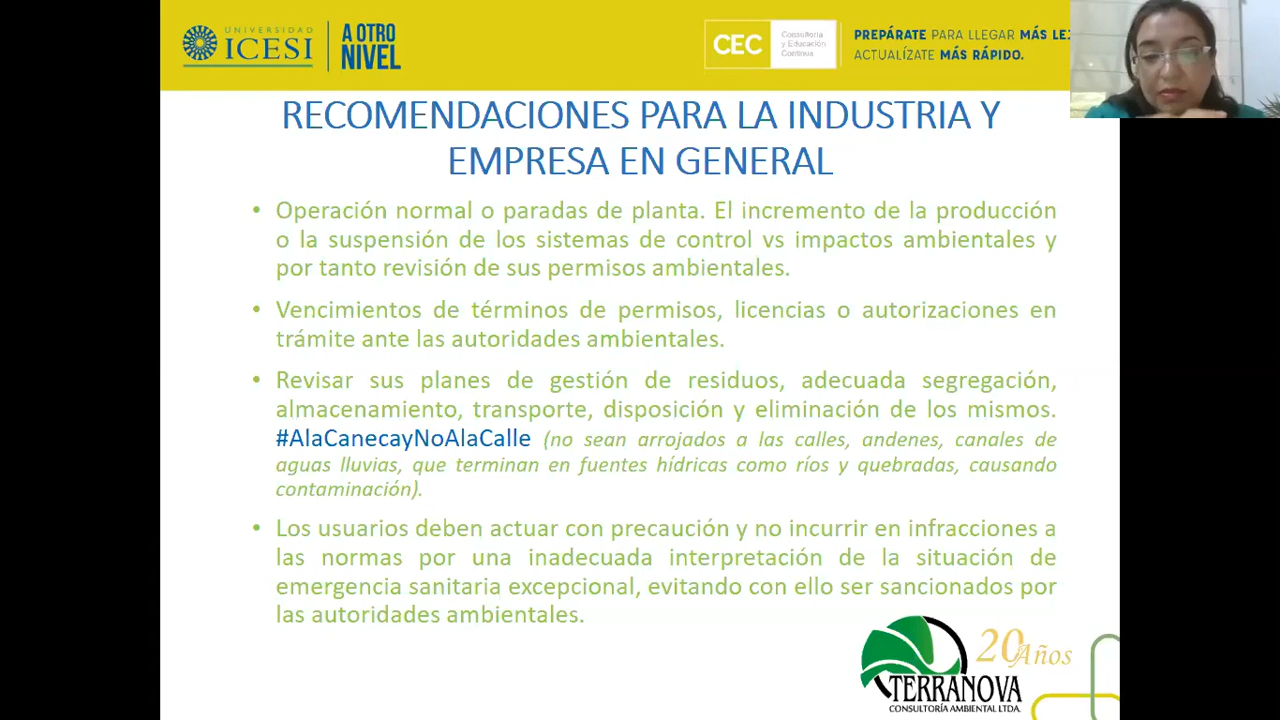 UNIVERSIDAD
ICESI
A OTRO
NIVEL
CEC
Consultoría
y Educación
Continua
PREPÁRATE PARA LLEGAR MÁS LE
ACTUALÍZATE MÁS RÁPIDO.
RECOMENDACIONES PARA LA INDUSTRIA Y
EMPRESA EN GENERAL
• Operación normal o paradas de planta. El incremento de la producción
o la suspensión de los sistemas de control vs impactos ambientales y
por tanto revisión de sus permisos ambientales.
• Vencimientos de términos de permisos, licencias o autorizaciones en
trámite ante las autoridades ambientales.
• Revisar sus planes de gestión de residuos, adecuada segregación,
almacenamiento, transporte, disposición y eliminación de los mismos.
#AlaCanecayNoAlaCalle (no sean arrojados a las calles, andenes, canales de
aguas lluvias, que terminan en fuentes hídricas como ríos y quebradas, causando
contaminación).
• Los usuarios deben actuar con precaución y no incurrir en infracciones a
las normas por una inadecuada interpretación de la situación de
emergencia sanitaria excepcional, evitando con ello ser sancionados por
las autoridades ambientales.
20 Años
TERRANOVA
CONSULTORÍA AMBIENTAL LTDA.